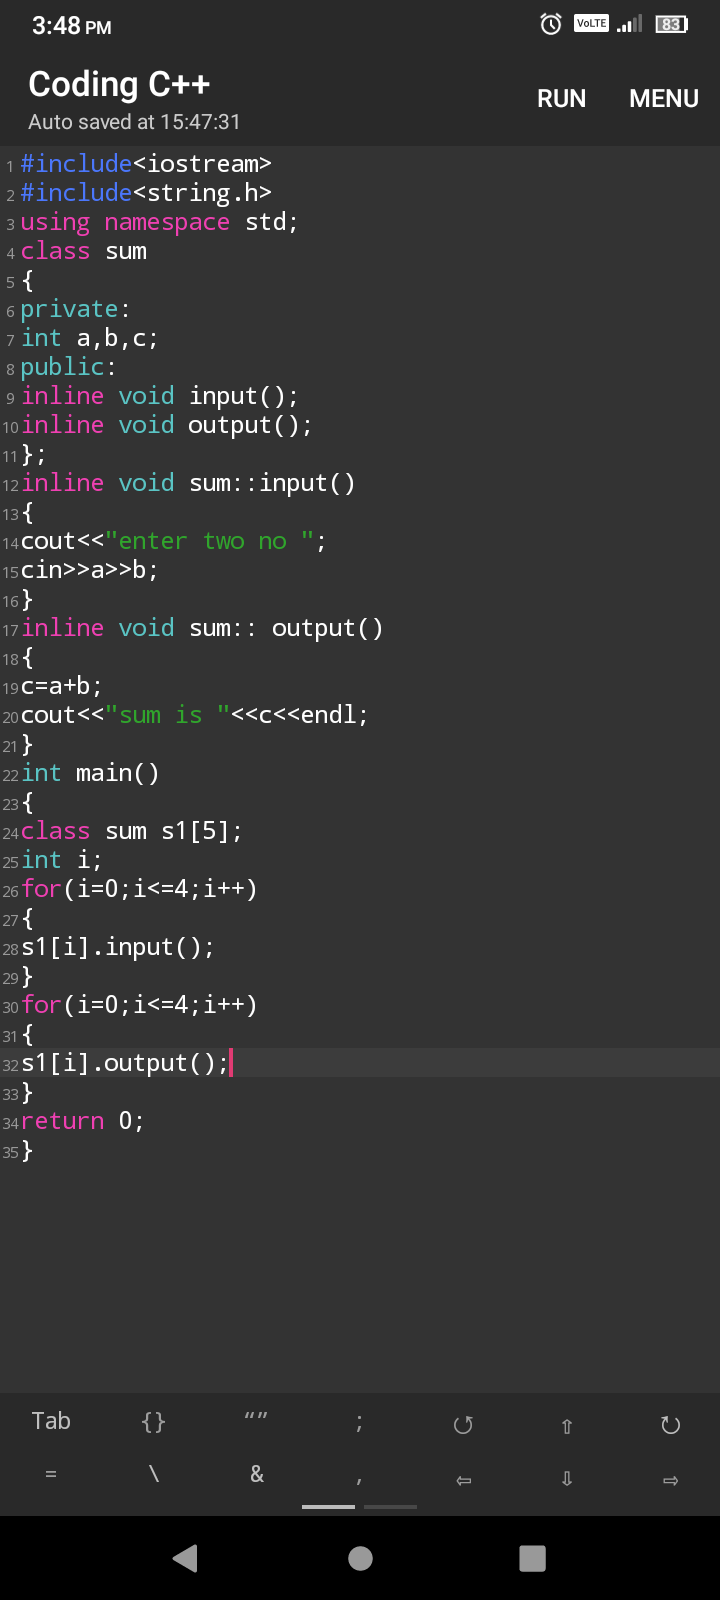 3:48 PM
VoLTE
83
Coding C++
RUN MENU
Auto saved at 15:47:31
1 #include<iostream>
2 #include<string.h>
3 using namespace std;
4 class sum
5 {
6 private:
7 int a,b,c;
8 public:
9 inline void input();
10 inline void output();
11 };
12 inline void sum::input()
13 {
14 cout<<"enter two no ";
15 cin>>a>>b;
16 }
17 inline void sum:: output()
18 {
19 c=a+b;
20 cout<<"sum is "<<c<<endl;
21 }
22 int main()
23 {
24 class sum s1[5];
25 int i;
26 for(i=0;i<=4;i++)
27 {
28 s1[i].input();
29 }
30 for(i=0;i<=4;i++)
31 {
32 s1[i].output();
33 }
34 return 0;
35 }
Tab {} “” ; ↺ ⇧ ↻
= \ & , ⇦ ⇩ ⇨